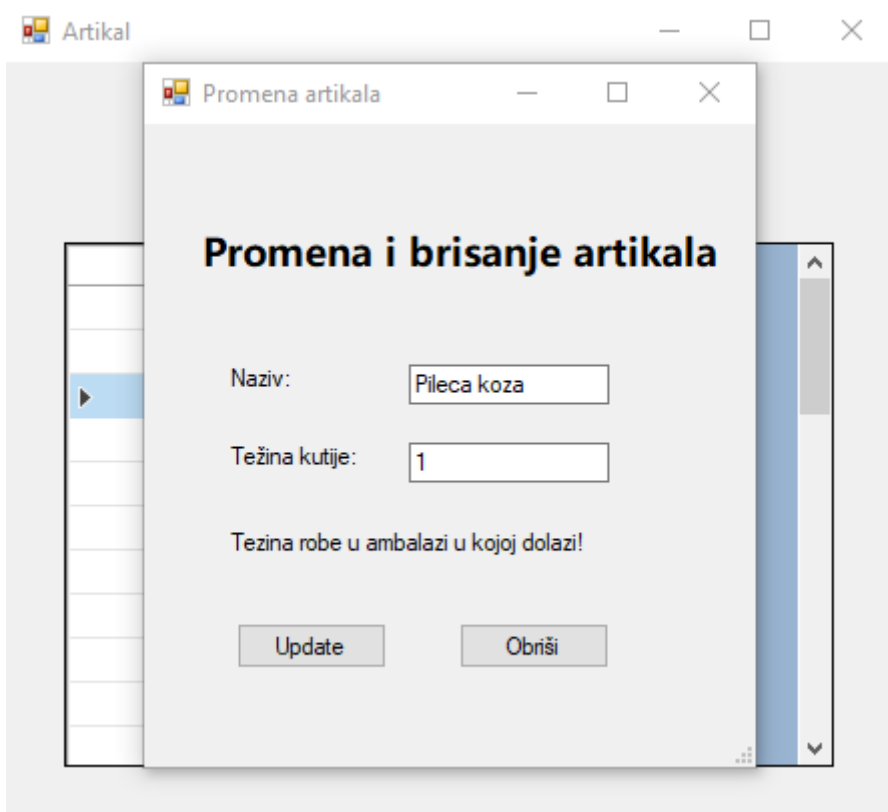 Artikal
Promena artikala
Promena i brisanje artikala
Naziv:
Pileca koza
Težina kutije:
1
Tezina robe u ambalazi u kojoj dolazi!
Update
Obriši